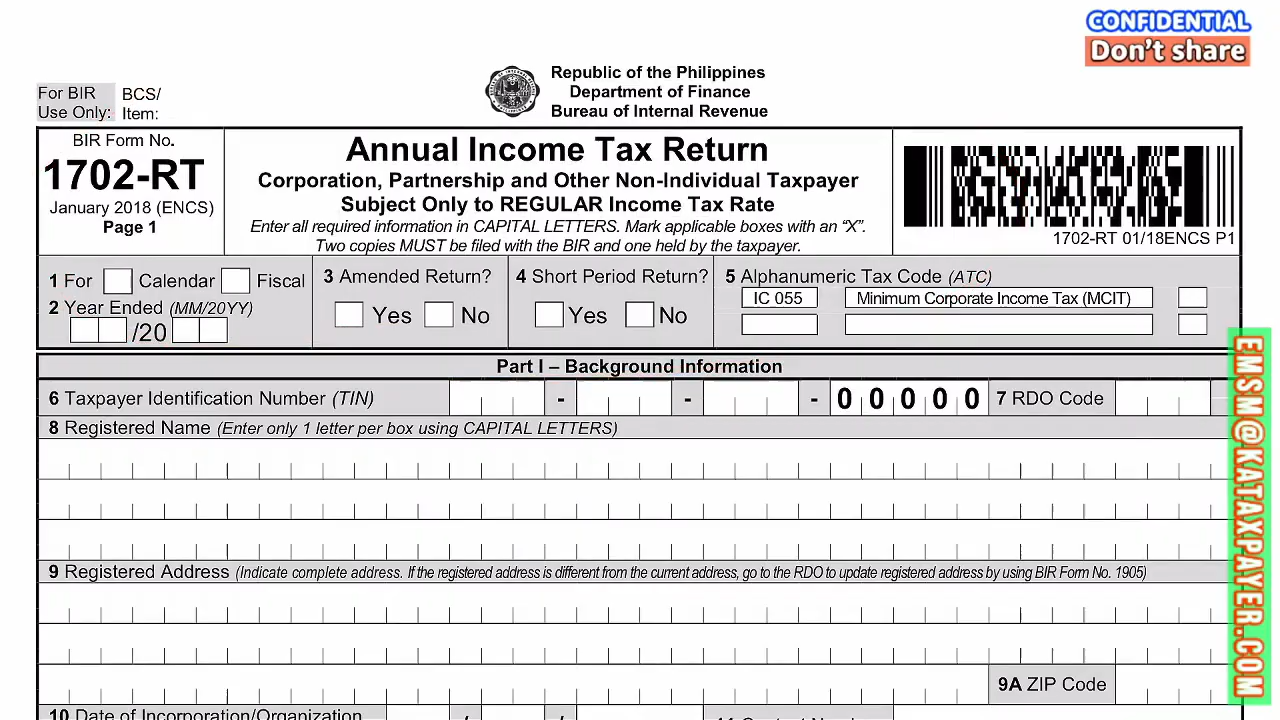 CONFIDENTIAL
Don't share
For BIR
Use Only:
BCS/
Item:
Republic of the Philippines
Department of Finance
Bureau of Internal Revenue
BIR Form No.
1702-RT
January 2018 (ENCS)
Page 1
Annual Income Tax Return
Corporation, Partnership and Other Non-Individual Taxpayer
Subject Only to REGULAR Income Tax Rate
Enter all required information in CAPITAL LETTERS. Mark applicable boxes with an “X”.
Two copies MUST be filed with the BIR and one held by the taxpayer.
1702-RT 01/18ENCS P1
1 For Calendar Fiscal
2 Year Ended (MM/20YY)
/20
3 Amended Return?
Yes No
4 Short Period Return?
Yes No
5 Alphanumeric Tax Code (ATC)
IC 055 Minimum Corporate Income Tax (MCIT)
Part I – Background Information
6 Taxpayer Identification Number (TIN) - - - 0 0 0 0 0 7 RDO Code
8 Registered Name (Enter only 1 letter per box using CAPITAL LETTERS)
9 Registered Address (Indicate complete address. If the registered address is different from the current address, go to the RDO to update registered address by using BIR Form No. 1905)
9A ZIP Code
10 Date of Incorporation/Organization / /
EMSM@KATAXPAYER.COM